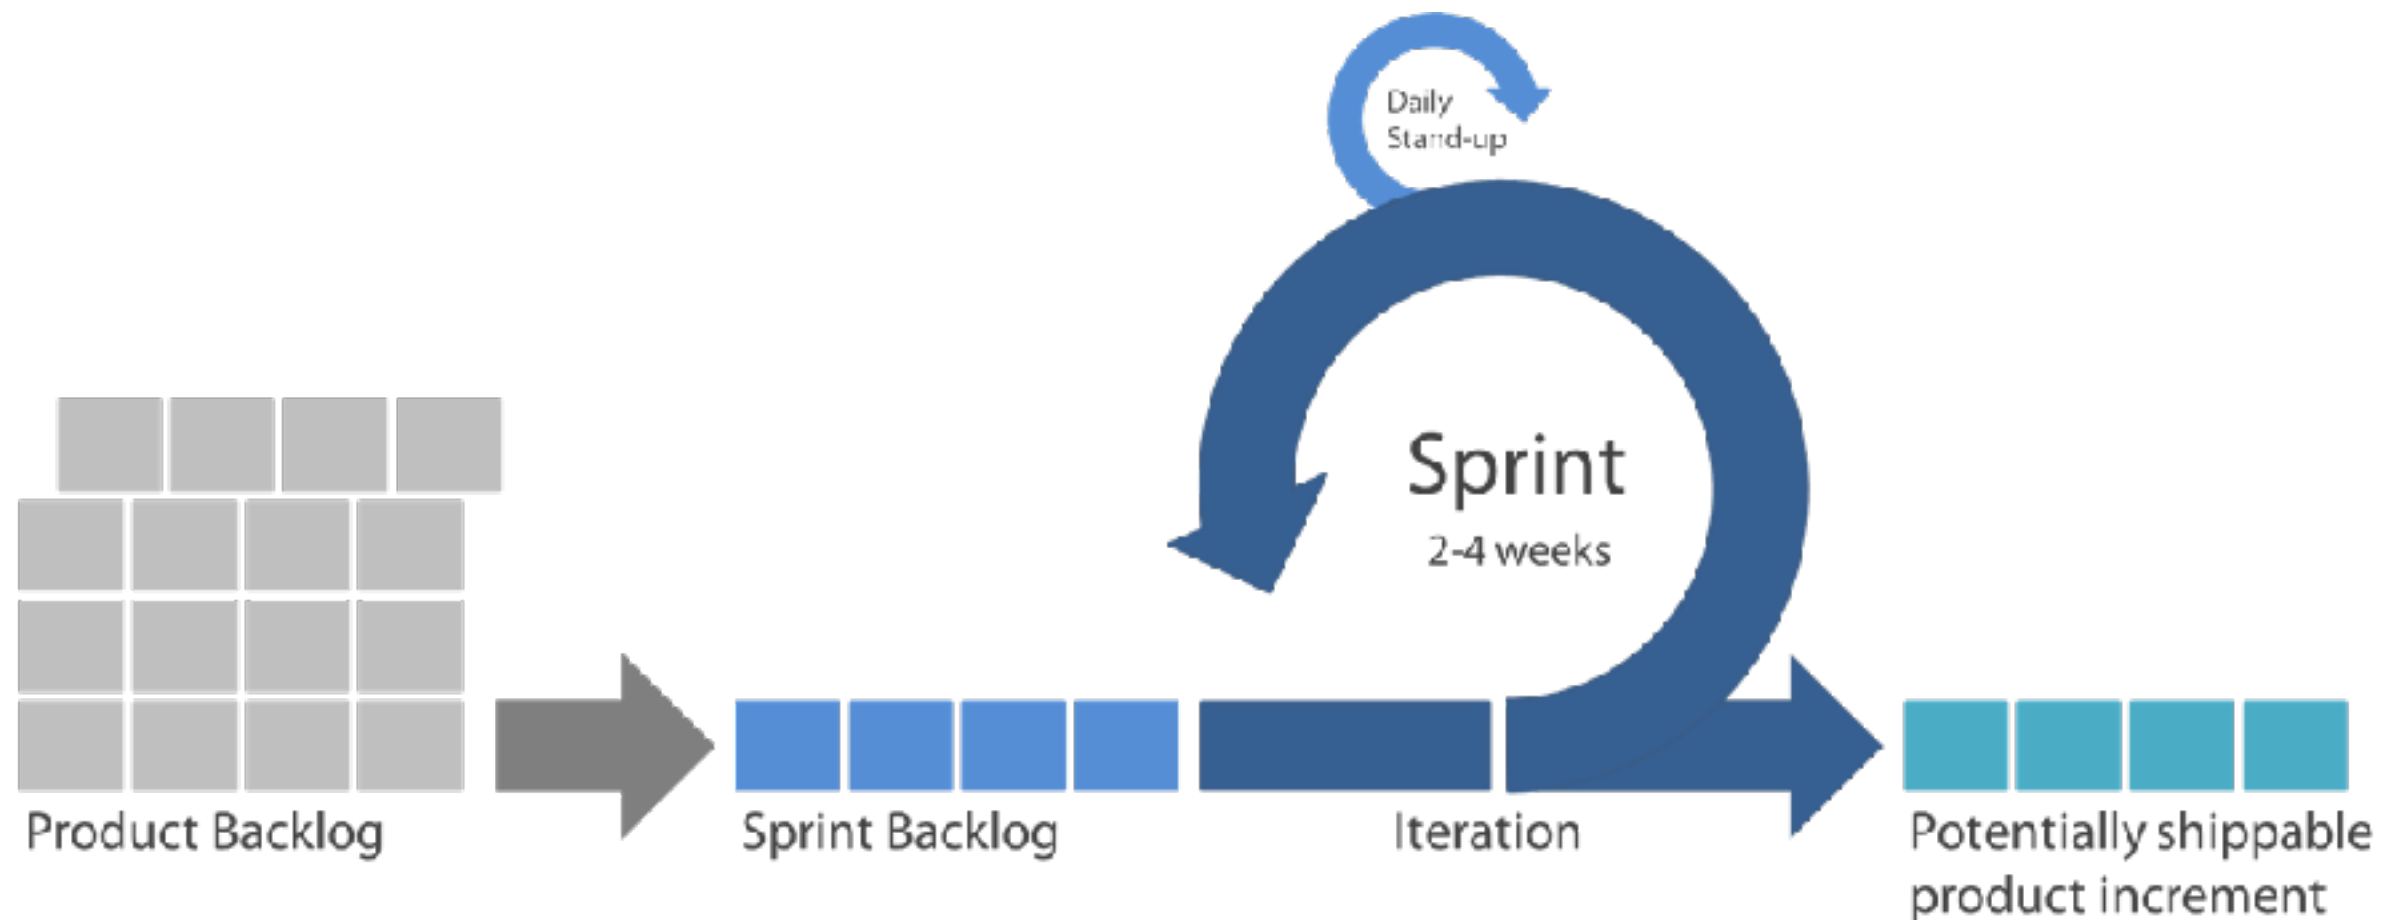 Daily
Stand-up
Sprint
2-4 weeks
Product Backlog
Sprint Backlog
Iteration
Potentially shippable
product increment